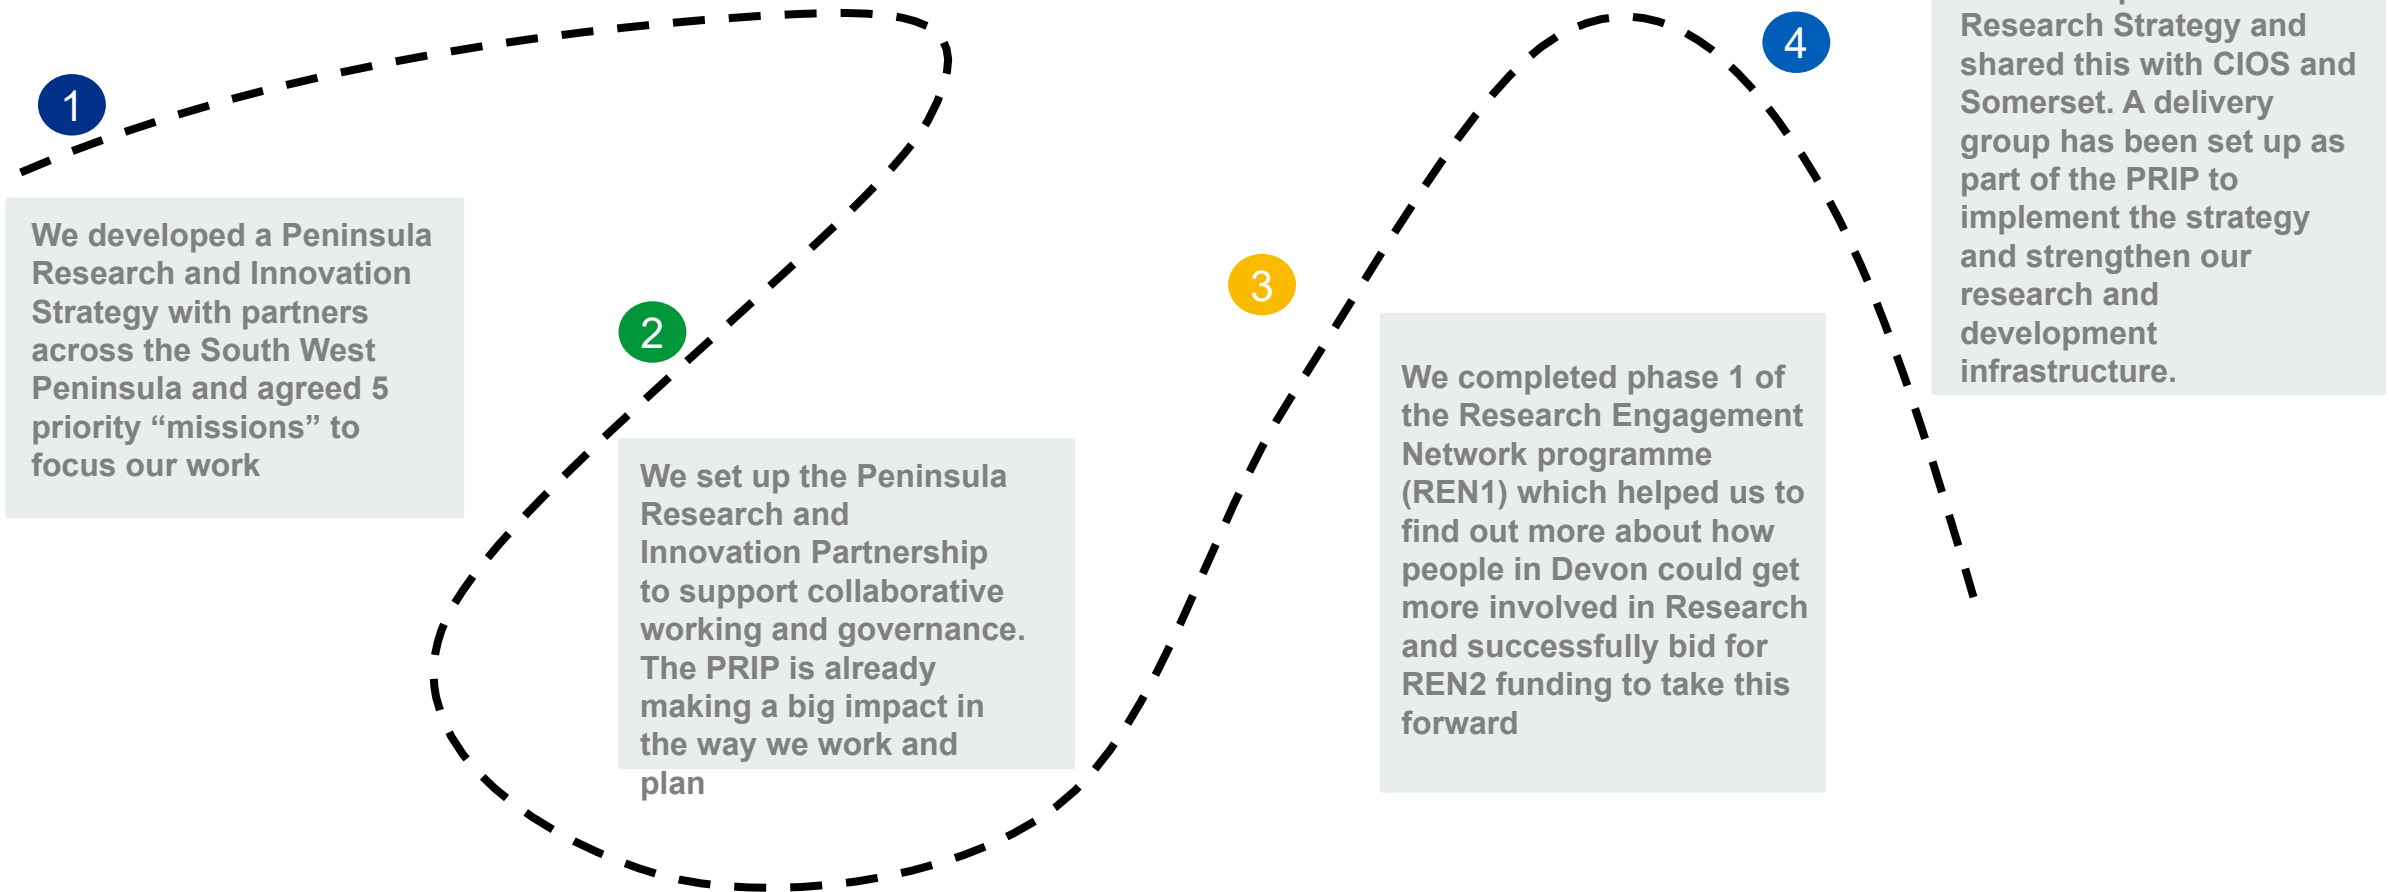 1
We developed a Peninsula
Research and Innovation
Strategy with partners
across the South West
Peninsula and agreed 5
priority “missions” to
focus our work
2
We set up the Peninsula
Research and
Innovation Partnership
to support collaborative
working and governance.
The PRIP is already
making a big impact in
the way we work and
plan
3
We completed phase 1 of
the Research Engagement
Network programme
(REN1) which helped us to
find out more about how
people in Devon could get
more involved in Research
and successfully bid for
REN2 funding to take this
forward
4
Research Strategy and
shared this with CIOS and
Somerset. A delivery
group has been set up as
part of the PRIP to
implement the strategy
and strengthen our
research and
development
infrastructure.